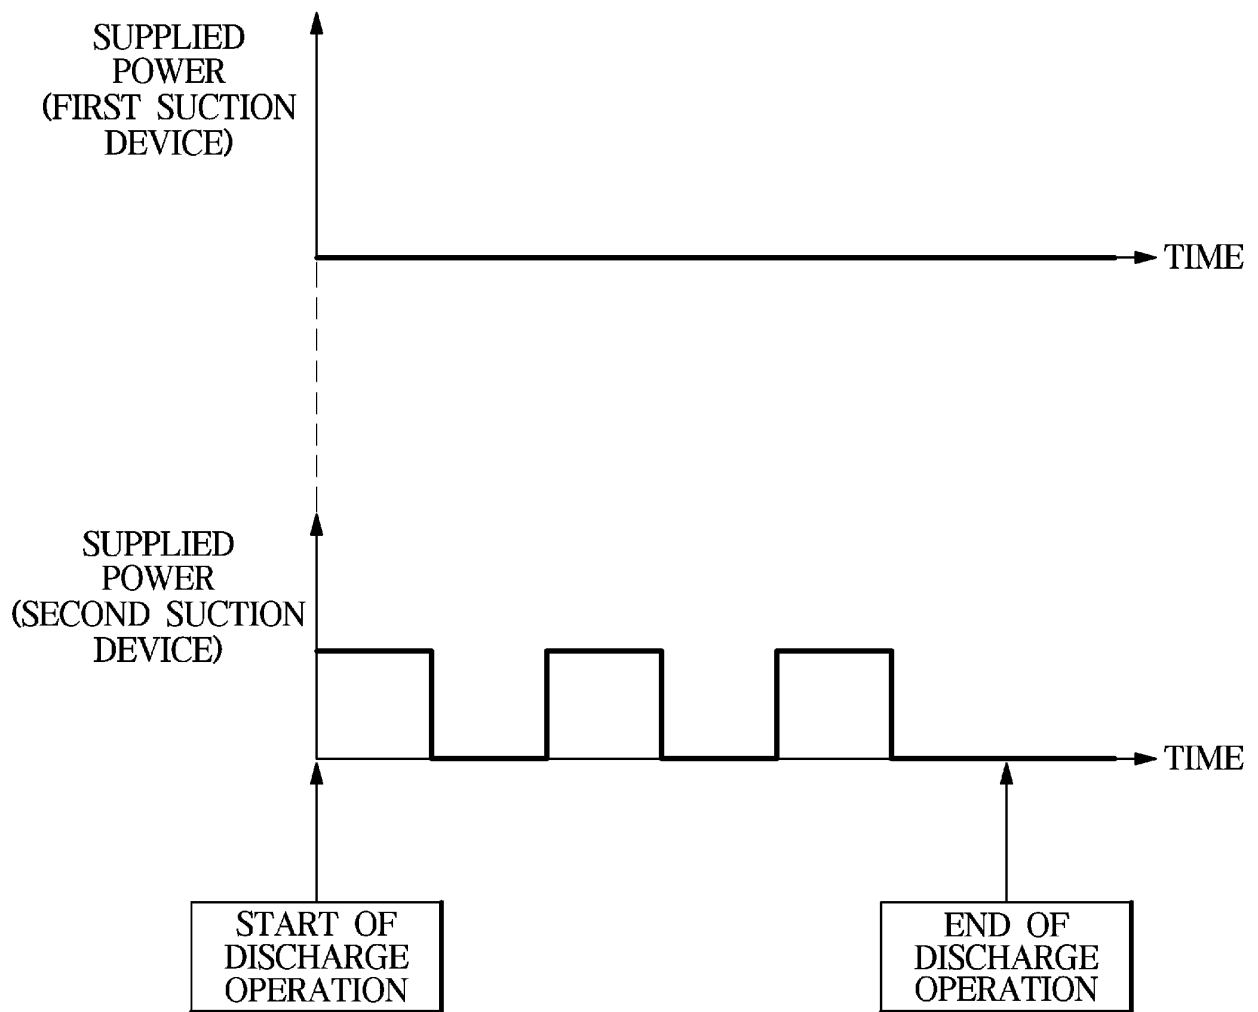 SUPPLIED
POWER
(FIRST SUCTION
DEVICE)
TIME
SUPPLIED
POWER
(SECOND SUCTION
DEVICE)
TIME
START OF
DISCHARGE
OPERATION
END OF
DISCHARGE
OPERATION